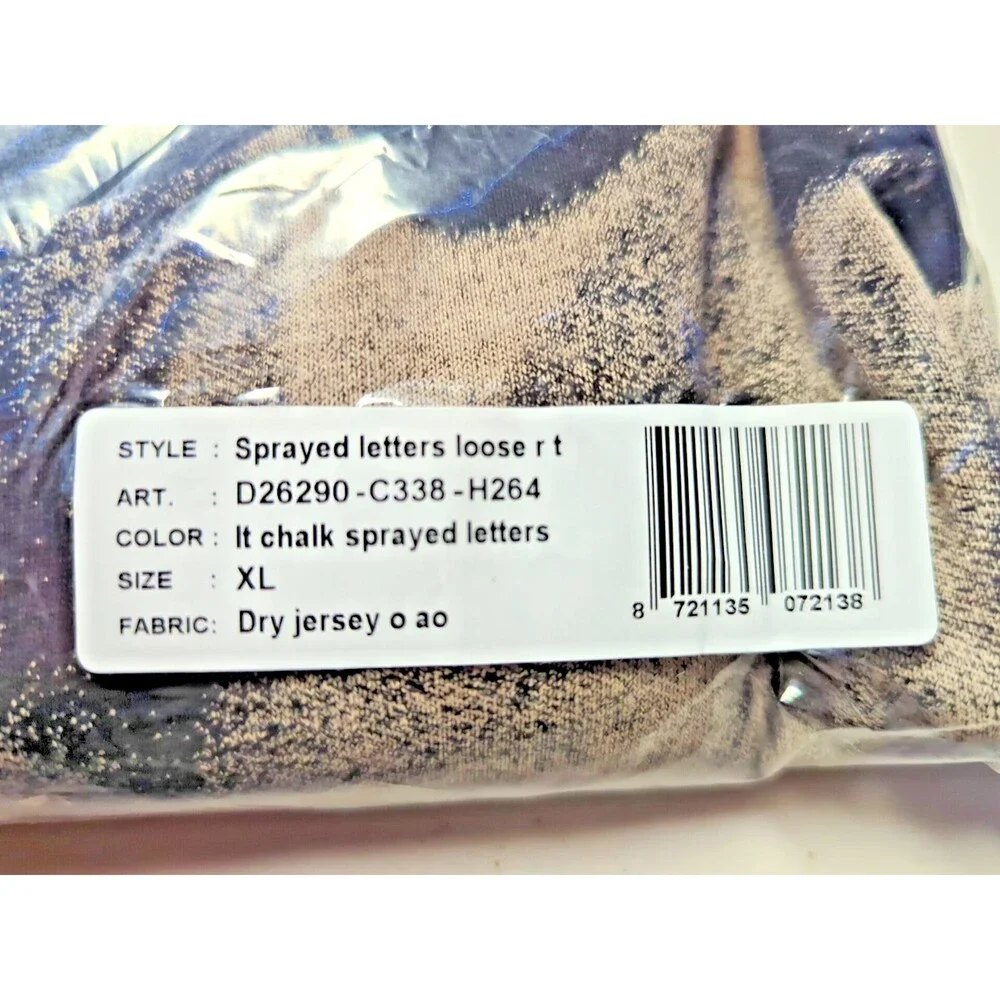 STYLE : Sprayed letters loose r t
ART. : D26290-C338-H264
COLOR : lt chalk sprayed letters
SIZE : XL
FABRIC: Dry jersey o ao
8 721135 072138